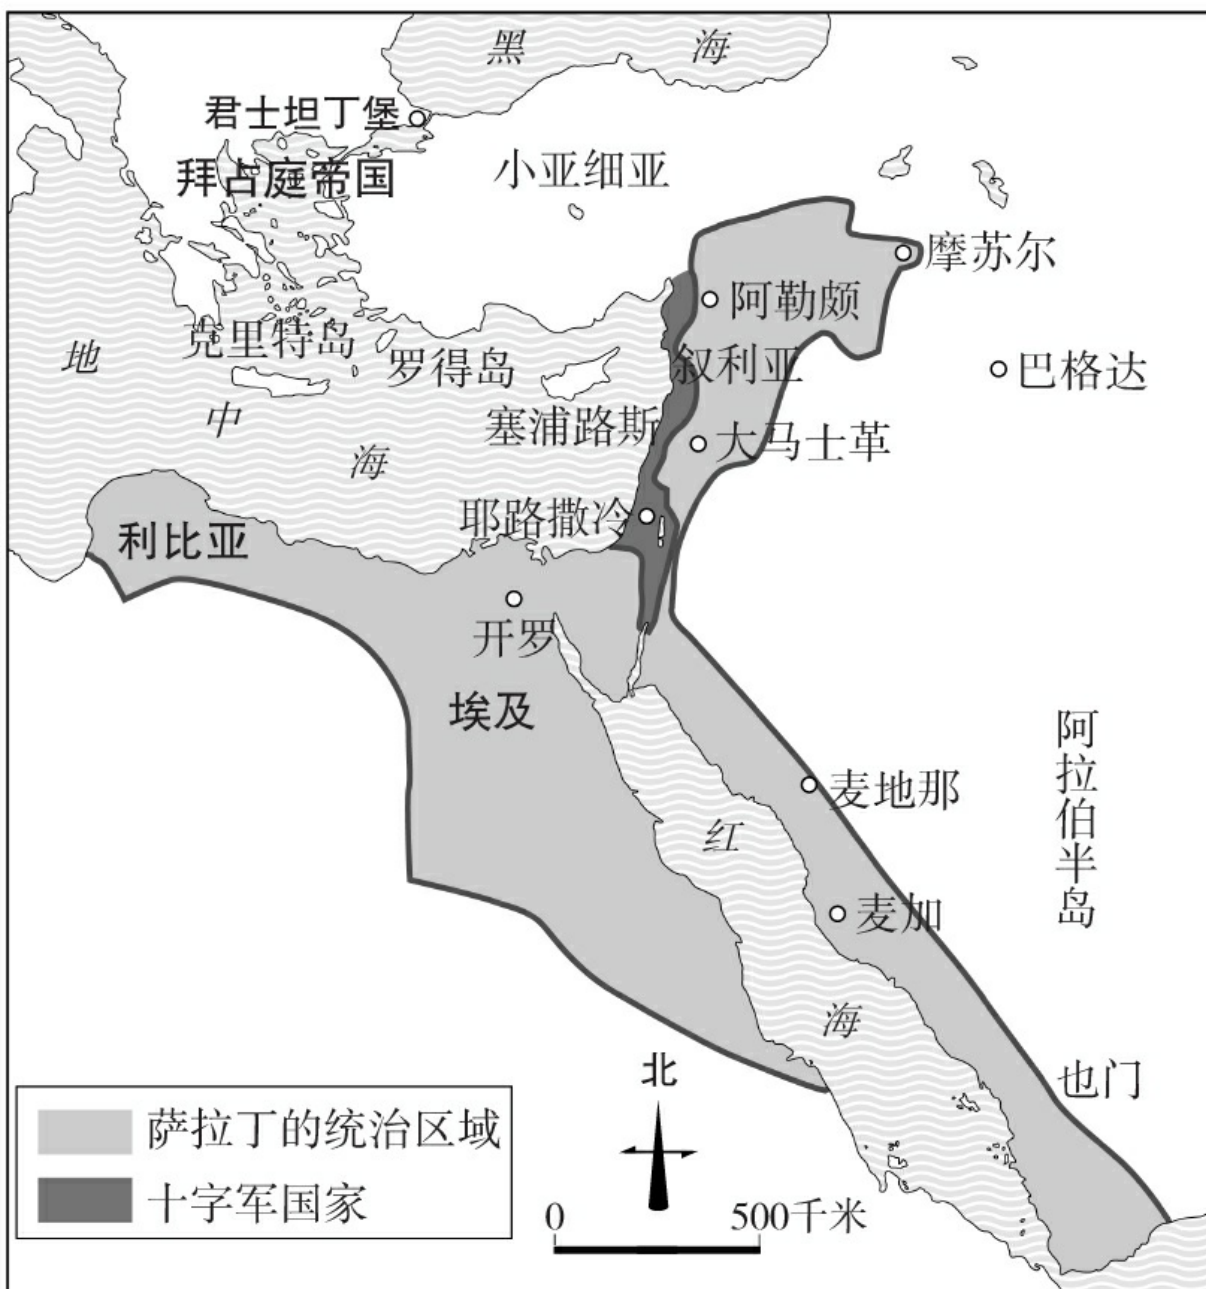 黑海
君士坦丁堡
拜占庭帝国
小亚细亚
摩苏尔
阿勒颇
克里特岛
罗得岛
叙利亚
巴格达
地中海
塞浦路斯
大马士革
耶路撒冷
利比亚
开罗
埃及
阿拉伯半岛
麦地那
红海
麦加
也门
北
萨拉丁的统治区域
十字军国家
0 500千米